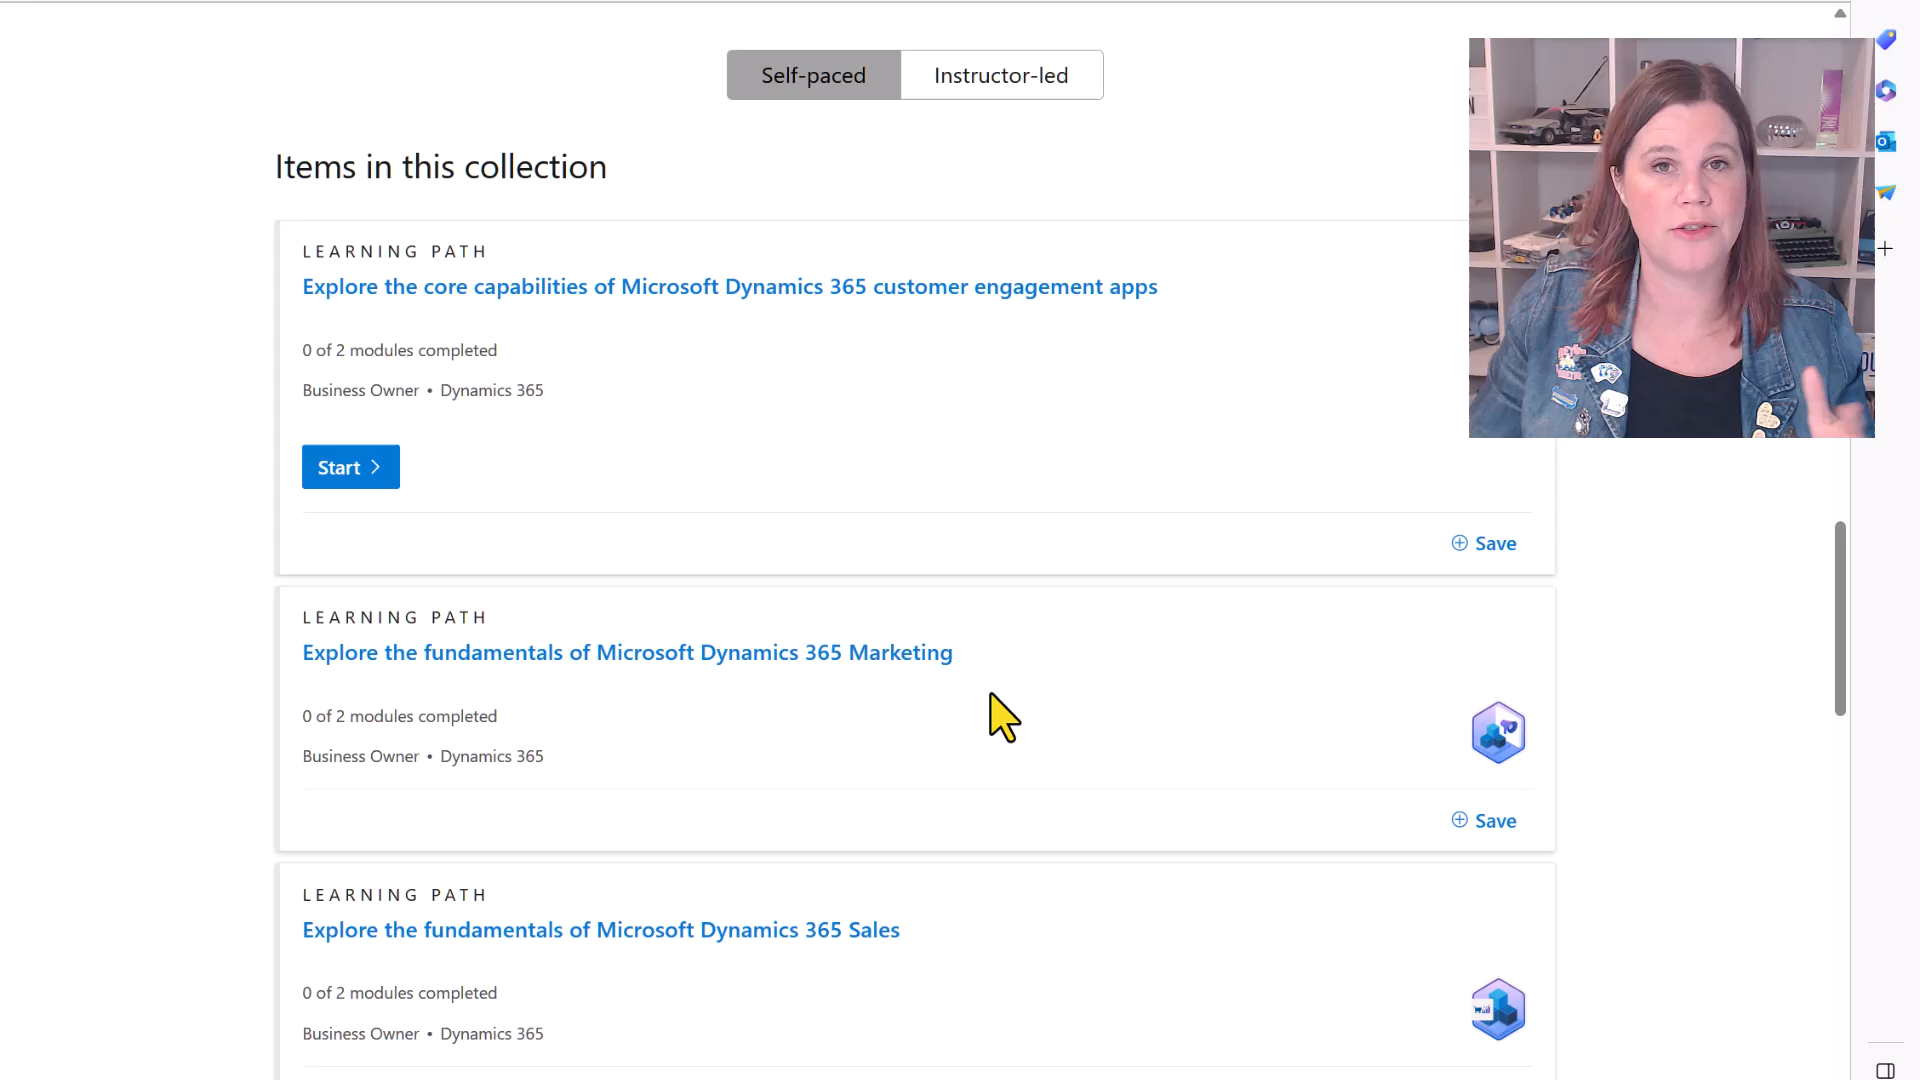 Self-paced
Instructor-led
Items in this collection
LEARNING PATH
Explore the core capabilities of Microsoft Dynamics 365 customer engagement apps
0 of 2 modules completed
Business Owner • Dynamics 365
Start
Save
LEARNING PATH
Explore the fundamentals of Microsoft Dynamics 365 Marketing
0 of 2 modules completed
Business Owner • Dynamics 365
Save
LEARNING PATH
Explore the fundamentals of Microsoft Dynamics 365 Sales
0 of 2 modules completed
Business Owner • Dynamics 365